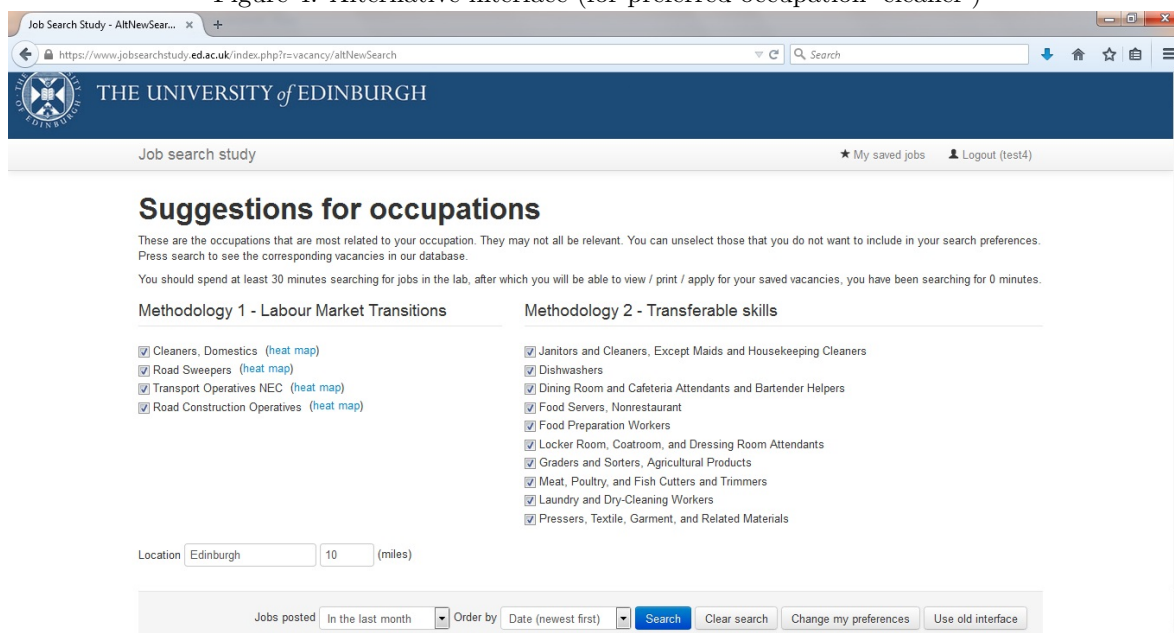 Figure 4: Alternative interface (for preferred occupation 'cleaner')
Job Search Study - AltNewSear... × +
https://www.jobsearchstudy.ed.ac.uk/index.php?r=vacancy/altNewSearch Search
THE UNIVERSITY of EDINBURGH
Job search study My saved jobs Logout (test4)
Suggestions for occupations
These are the occupations that are most related to your occupation. They may not all be relevant. You can unselect those that you do not want to include in your search preferences.
Press search to see the corresponding vacancies in our database.
You should spend at least 30 minutes searching for jobs in the lab, after which you will be able to view / print / apply for your saved vacancies, you have been searching for 0 minutes.
Methodology 1 - Labour Market Transitions
Cleaners, Domestics (heat map)
Road Sweepers (heat map)
Transport Operatives NEC (heat map)
Road Construction Operatives (heat map)
Methodology 2 - Transferable skills
Janitors and Cleaners, Except Maids and Housekeeping Cleaners
Dishwashers
Dining Room and Cafeteria Attendants and Bartender Helpers
Food Servers, Nonrestaurant
Food Preparation Workers
Locker Room, Coatroom, and Dressing Room Attendants
Graders and Sorters, Agricultural Products
Meat, Poultry, and Fish Cutters and Trimmers
Laundry and Dry-Cleaning Workers
Pressers, Textile, Garment, and Related Materials
Location Edinburgh 10 (miles)
Jobs posted In the last month Order by Date (newest first) Search Clear search Change my preferences Use old interface